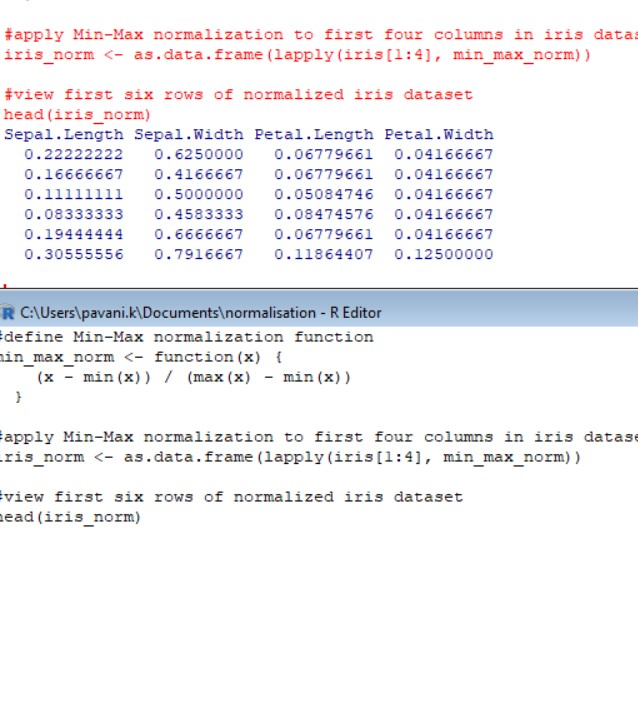 #apply Min-Max normalization to first four columns in iris datas
iris_norm <- as.data.frame(lapply(iris[1:4], min_max_norm))
#view first six rows of normalized iris dataset
head(iris_norm)
Sepal.Length Sepal.Width Petal.Length Petal.Width
0.22222222 0.6250000 0.06779661 0.04166667
0.16666667 0.4166667 0.06779661 0.04166667
0.11111111 0.5000000 0.05084746 0.04166667
0.08333333 0.4583333 0.08474576 0.04166667
0.19444444 0.6666667 0.06779661 0.04166667
0.30555556 0.7916667 0.11864407 0.12500000
R C:\Users\pavani.k\Documents\normalisation - R Editor
#define Min-Max normalization function
min_max_norm <- function(x) {
(x - min(x)) / (max(x) - min(x))
}
#apply Min-Max normalization to first four columns in iris datase
iris_norm <- as.data.frame(lapply(iris[1:4], min_max_norm))
#view first six rows of normalized iris dataset
head(iris_norm)